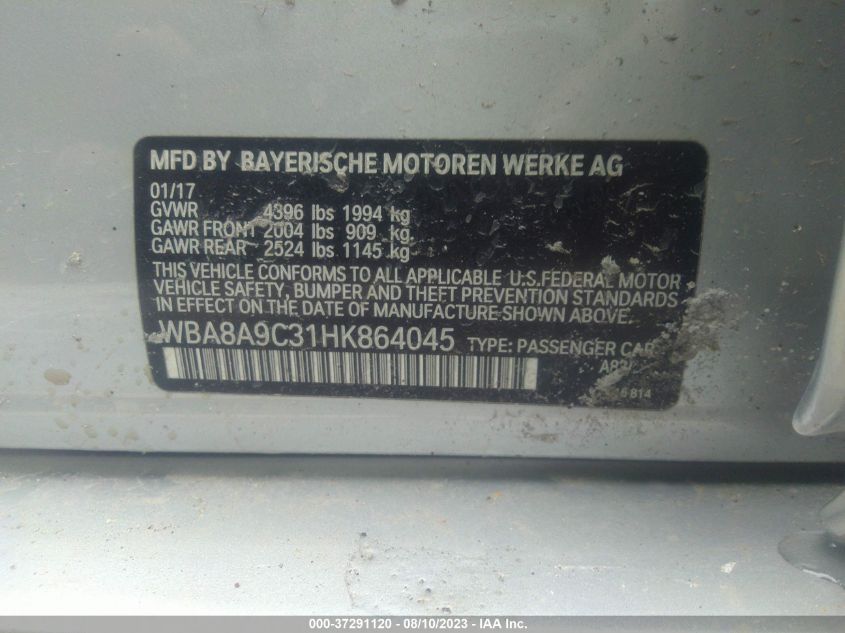 MFD BY BAYERISCHE MOTOREN WERKE AG
01/17
GVWR 4396 lbs 1994 kg
GAWR FRONT 2004 lbs 909 kg
GAWR REAR 2524 lbs 1145 kg
THIS VEHICLE CONFORMS TO ALL APPLICABLE U.S.FEDERAL MOTOR
VEHICLE SAFETY, BUMPER AND THEFT PREVENTION STANDARDS
IN EFFECT ON THE DATE OF MANUFACTURE SHOWN ABOVE.
WBA8A9C31HK864045 TYPE: PASSENGER CAR
814
000-37291120 - 08/10/2023 - IAA Inc.